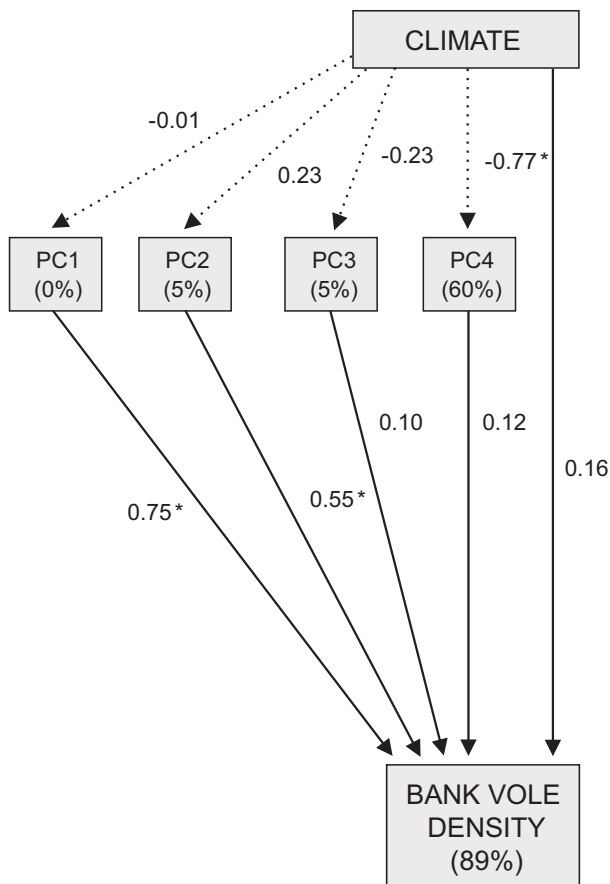 CLIMATE
-0.01
0.23
-0.23
-0.77*
PC1
(0%)
PC2
(5%)
PC3
(5%)
PC4
(60%)
0.75*
0.55*
0.10
0.12
0.16
BANK VOLE
DENSITY
(89%)